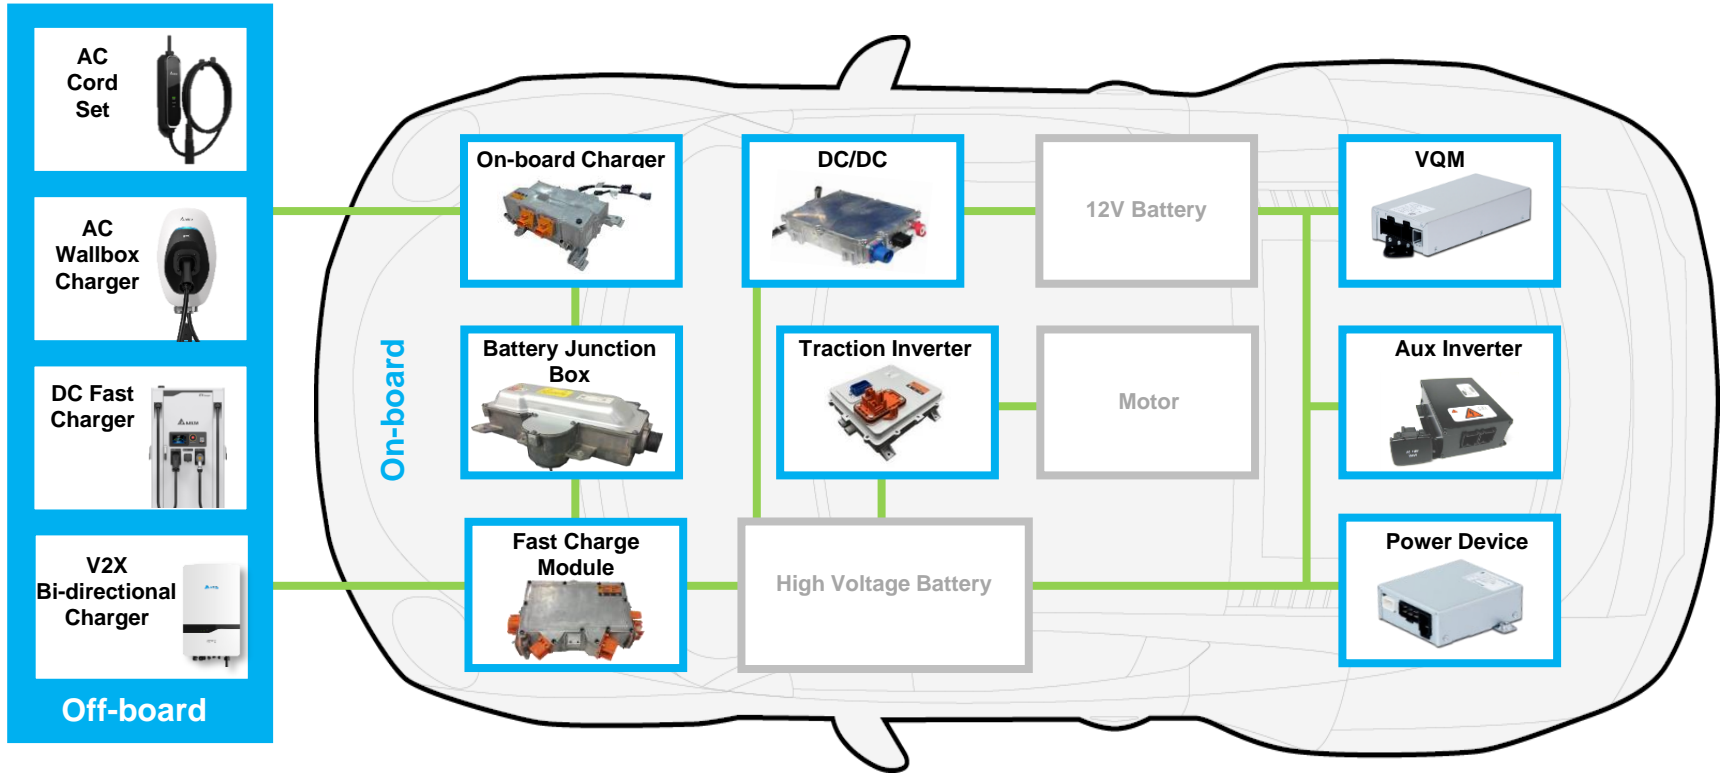 AC
Cord
Set
AC
Wallbox
Charger
DC Fast
Charger
V2X
Bi-directional
Charger
Off-board
On-board
On-board Charger
Battery Junction
Box
Fast Charge
Module
DC/DC
Traction Inverter
High Voltage Battery
12V Battery
Motor
VQM
Aux Inverter
Power Device